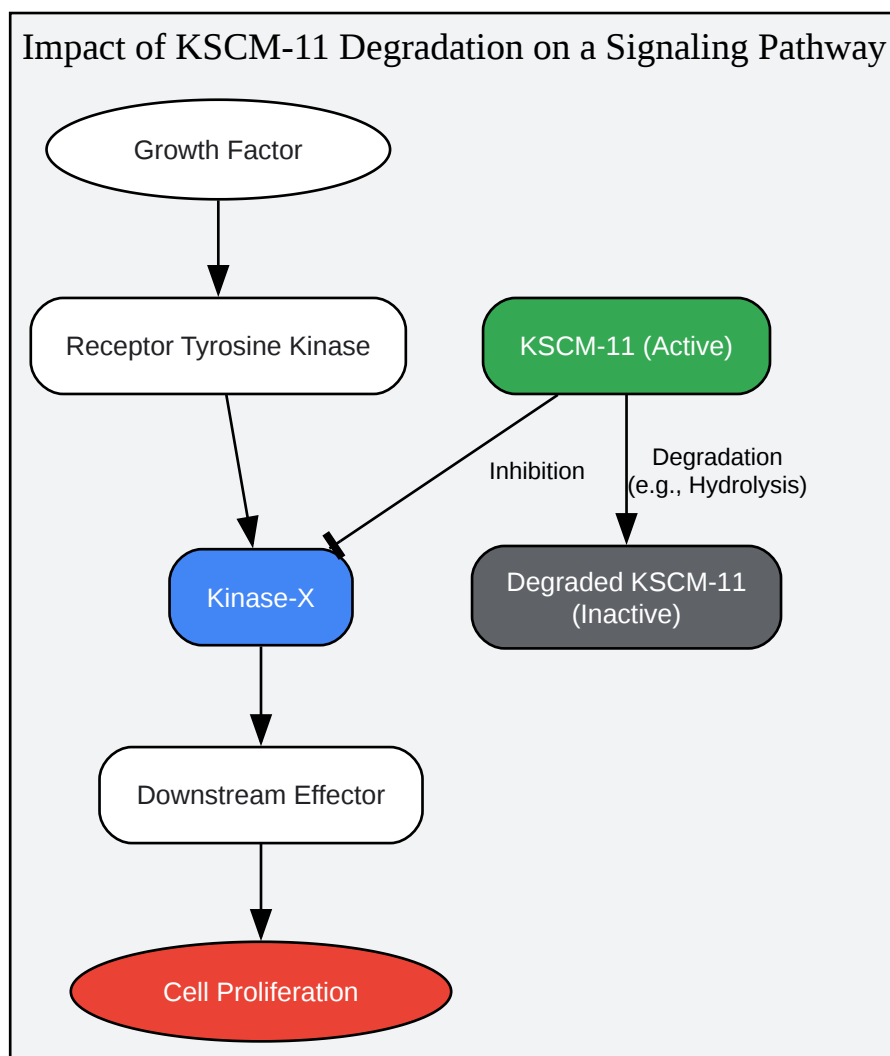 Impact of KSCM-11 Degradation on a Signaling Pathway
Growth Factor
Receptor Tyrosine Kinase
KSCM-11 (Active)
Inhibition
Degradation
(e.g., Hydrolysis)
Kinase-X
Degraded KSCM-11
(Inactive)
Downstream Effector
Cell Proliferation